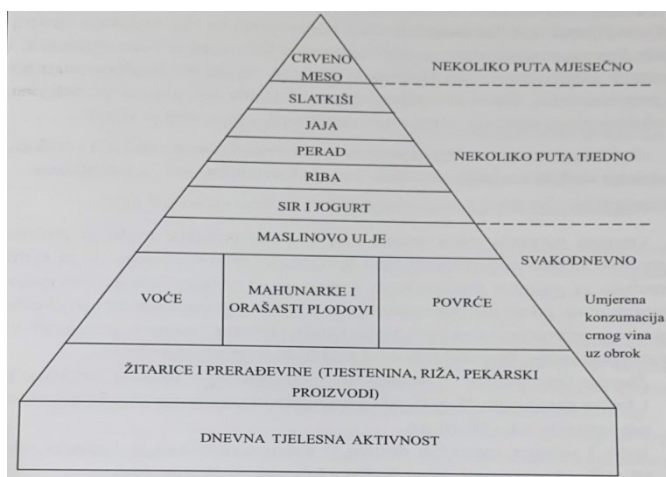 CRVENO
MESO
NEKOLIKO PUTA MJESEČNO
SLATKIŠI
JAJA
PERAD
NEKOLIKO PUTA TJEDNO
RIBA
SIR I JOGURT
MASLINOVO ULJE
SVAKODNEVNO
VOĆE
MAHUNARKE I
ORAŠASTI PLODOVI
POVRĆE
Umjerena
konzumacija
crnog vina
uz obrok
ŽITARICE I PRERAĐEVINE (TJESTENINA, RIŽA, PEKARSKI
PROIZVODI)
DNEVNA TJELESNA AKTIVNOST